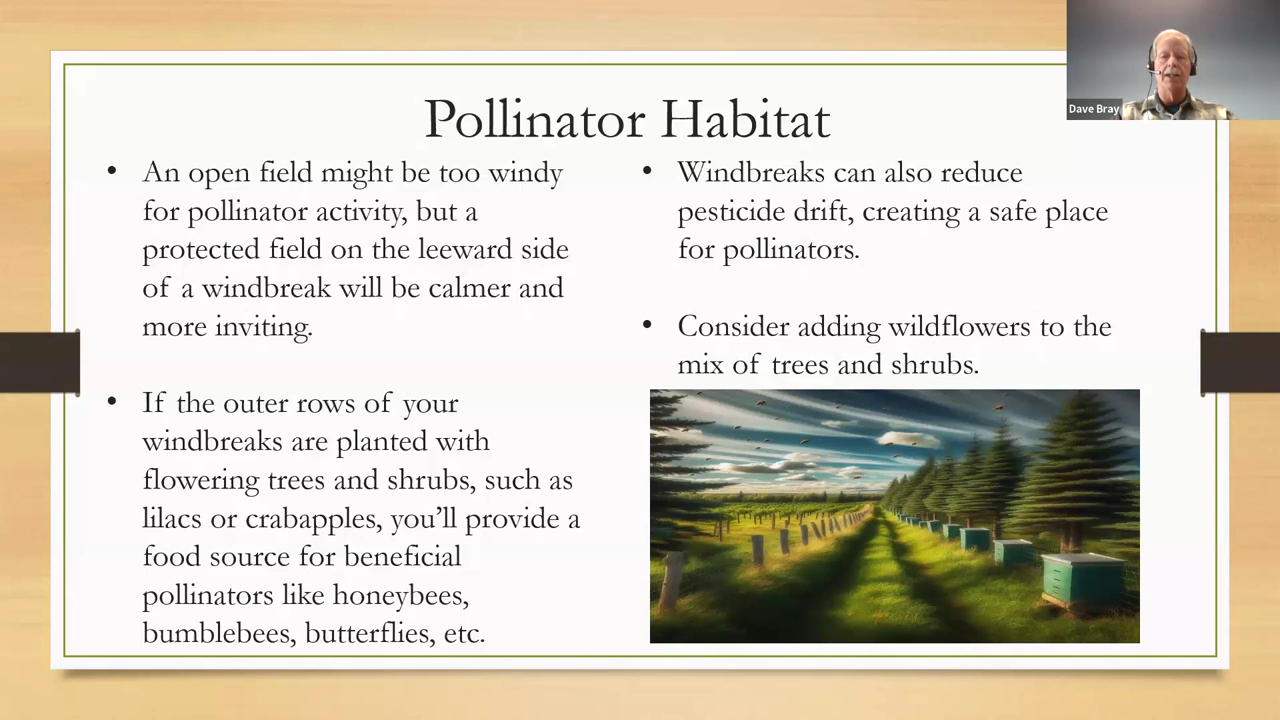 Pollinator Habitat
• An open field might be too windy
for pollinator activity, but a
protected field on the leeward side
of a windbreak will be calmer and
more inviting.
• If the outer rows of your
windbreaks are planted with
flowering trees and shrubs, such as
lilacs or crabapples, you’ll provide a
food source for beneficial
pollinators like honeybees,
bumblebees, butterflies, etc.
• Windbreaks can also reduce
pesticide drift, creating a safe place
for pollinators.
• Consider adding wildflowers to the
mix of trees and shrubs.
Dave Bray